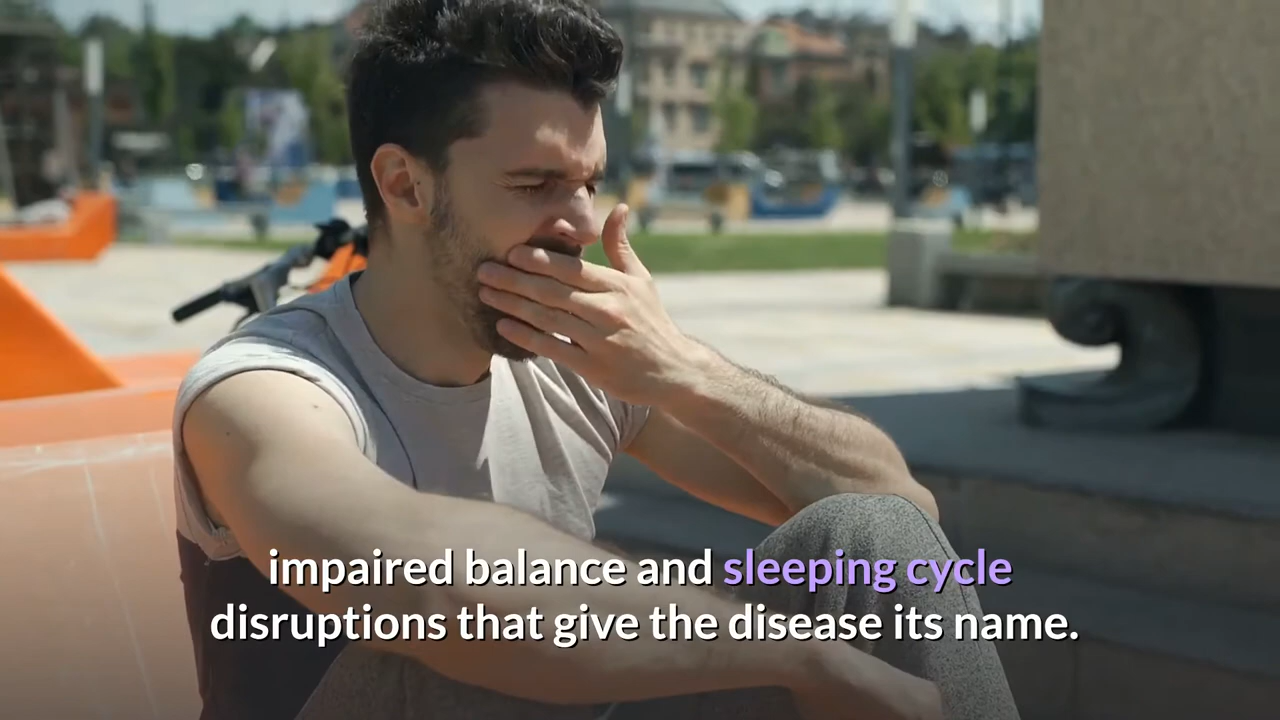 impaired balance and sleeping cycle
disruptions that give the disease its name.